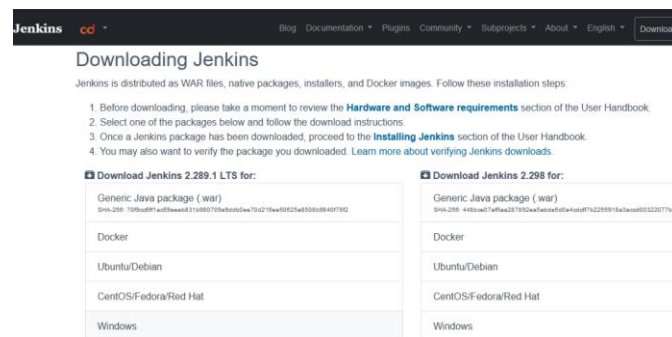 Jenkins cd Blog Documentation Plugins Community Subprojects About English
Downloading Jenkins
Jenkins is distributed as WAR files, native packages, installers, and Docker images. Follow these installation steps:
1. Before downloading, please take a moment to review the Hardware and Software requirements section of the User Handbook.
2. Select one of the packages below and follow the download instructions.
3. Once a Jenkins package has been downloaded, proceed to the Installing Jenkins section of the User Handbook.
4. You may also want to verify the package you downloaded. Learn more about verifying Jenkins downloads.
Download Jenkins 2.289.1 LTS for:
Generic Java package (.war)
SHA-256:
Docker
Ubuntu/Debian
CentOS/Fedora/Red Hat
Windows
Download Jenkins 2.298 for:
Generic Java package (.war)
SHA-256:
Docker
Ubuntu/Debian
CentOS/Fedora/Red Hat
Windows